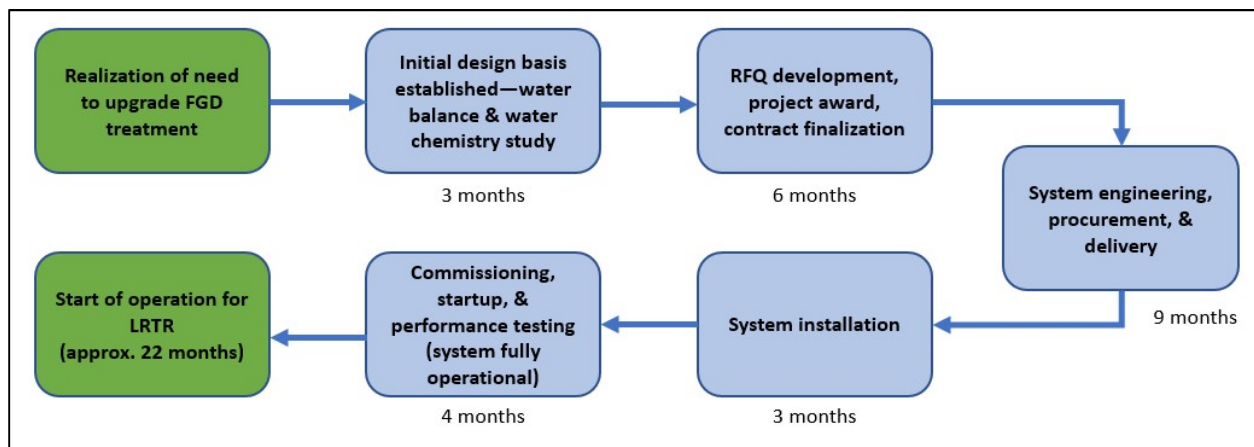 Realization of need
to upgrade FGD
treatment
Initial design basis
established—water
balance & water
chemistry study
3 months
RFQ development,
project award,
contract finalization
6 months
System engineering,
procurement, &
delivery
9 months
System installation
3 months
Commissioning,
startup, &
performance testing
(system fully
operational)
4 months
Start of operation for
LRTR
(approx. 22 months)